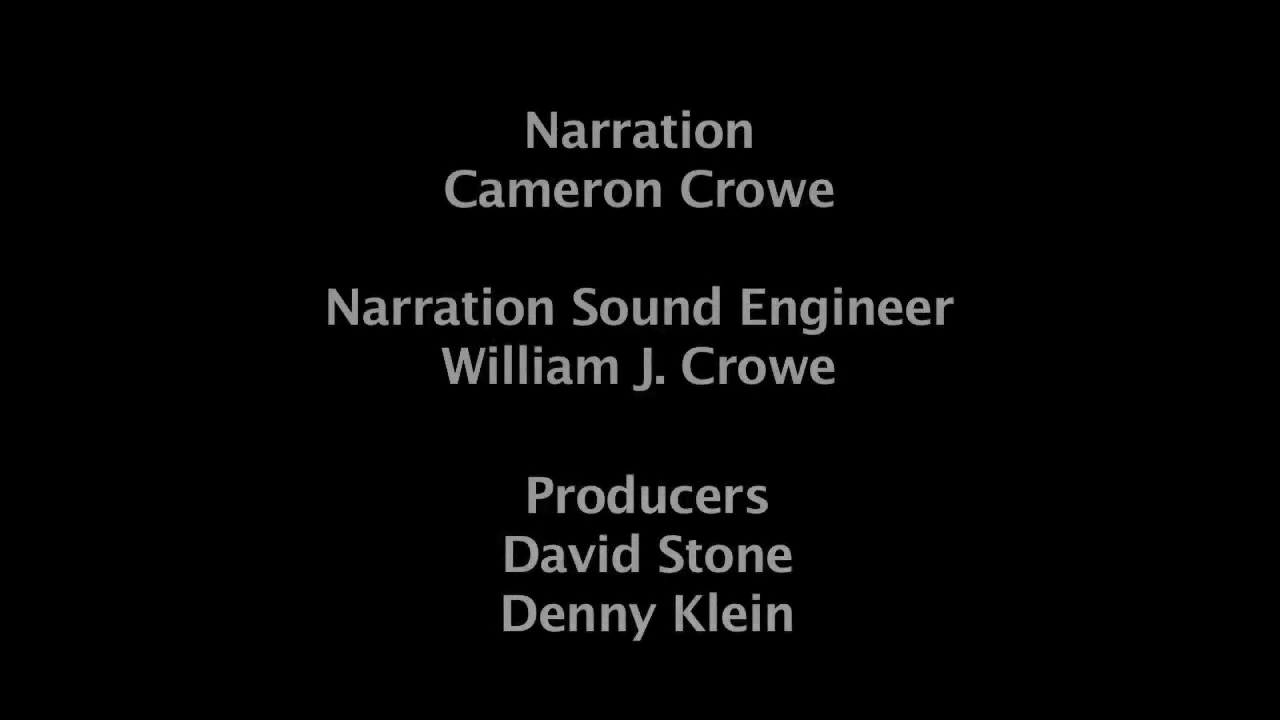 Narration
Cameron Crowe
Narration Sound Engineer
William J. Crowe
Producers
David Stone
Denny Klein